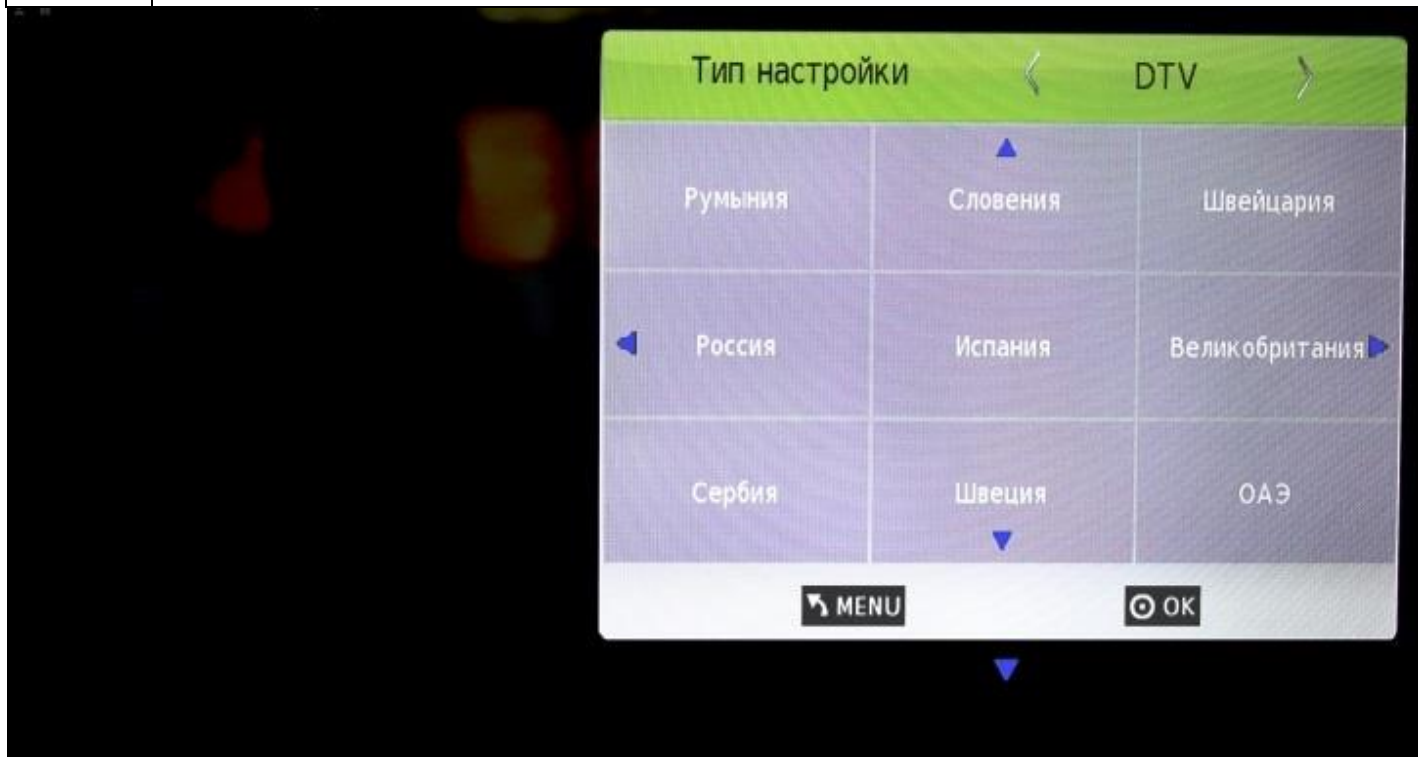 Тип настройки DTV
Румыния Словения Швейцария
Россия Испания Великобритания
Сербия Швеция ОАЭ
MENU OK